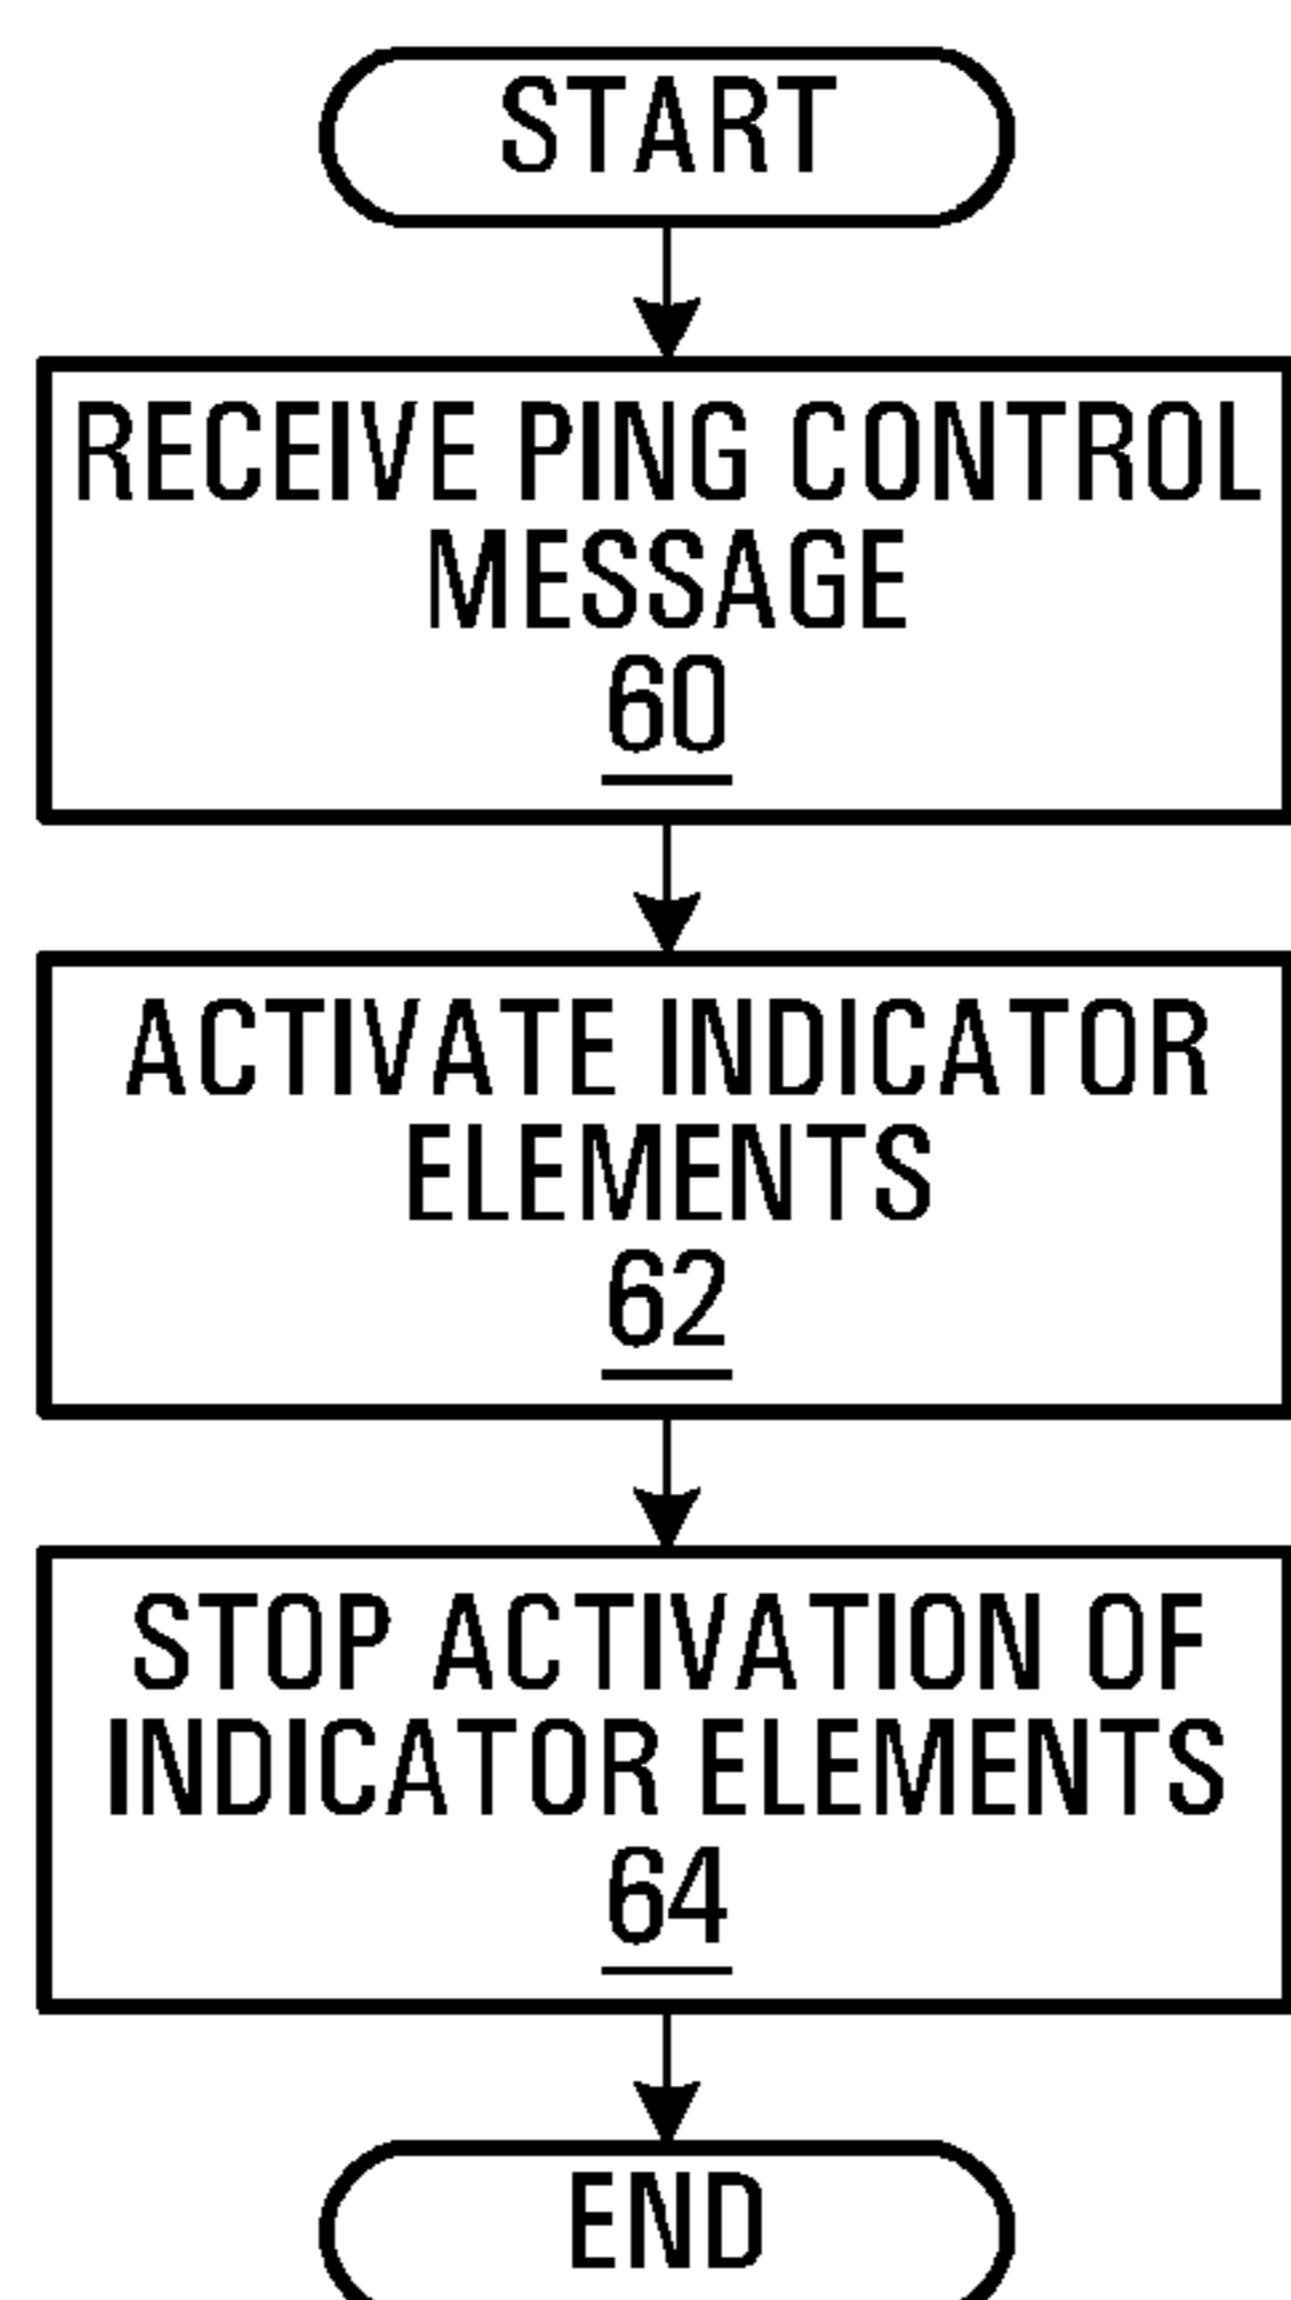 START
RECEIVE PING CONTROL
MESSAGE
60
ACTIVATE INDICATOR
ELEMENTS
62
STOP ACTIVATION OF
INDICATOR ELEMENTS
64
END